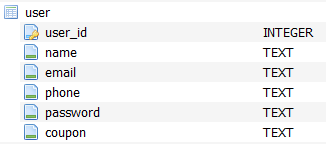 user
user_id INTEGER
name TEXT
email TEXT
phone TEXT
password TEXT
coupon TEXT